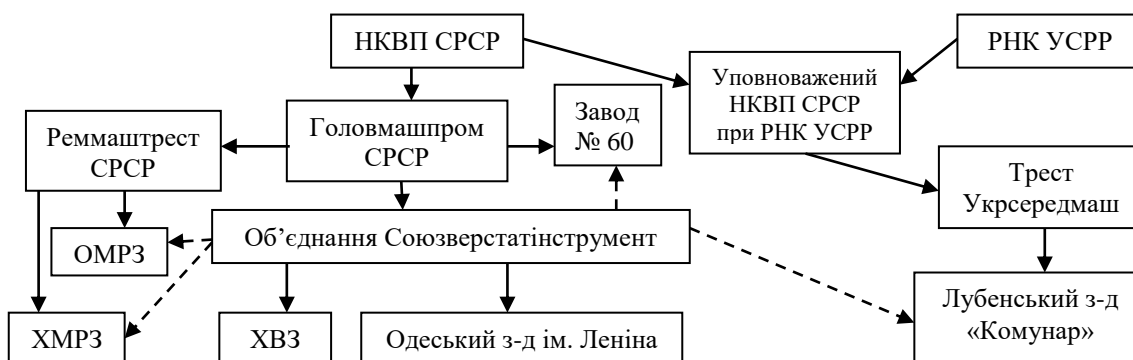 НКВП СРСР
РНК УСРР
Уповноважений
НКВП СРСР
при РНК УСРР
Завод
№ 60
Головмашпром
СРСР
Реммаштрест
СРСР
Трест
Укрсередмаш
Об’єднання Союзверстатінструмент
ОМРЗ
Лубенський з-д
«Комунар»
ХМРЗ
ХВЗ
Одеський з-д ім. Леніна